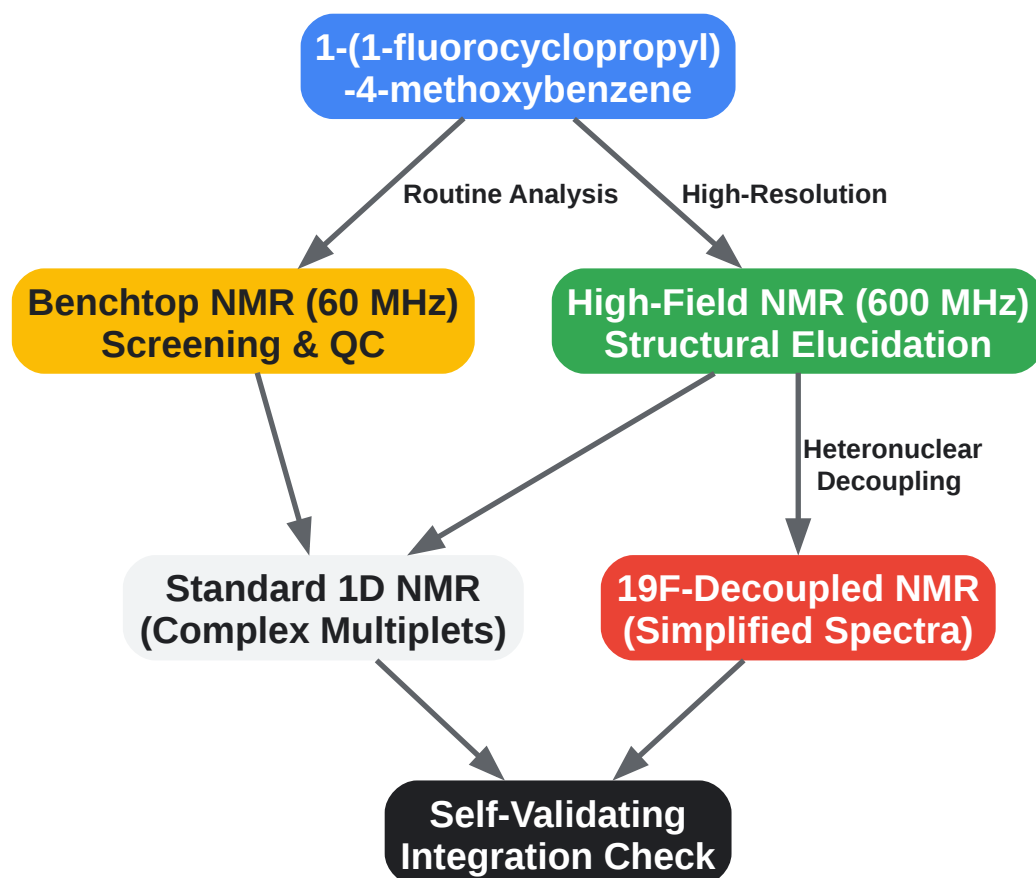 1-(1-fluorocyclopropyl)
-4-methoxybenzene
Routine Analysis
High-Resolution
Benchtop NMR (60 MHz)
Screening & QC
High-Field NMR (600 MHz)
Structural Elucidation
Heteronuclear
Decoupling
Standard 1D NMR
(Complex Multiplets)
19F-Decoupled NMR
(Simplified Spectra)
Self-Validating
Integration Check